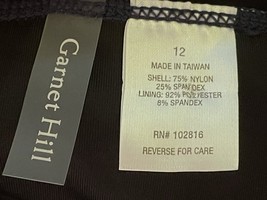 Garnet Hill
12
MADE IN TAIWAN
SHELL: 75% NYLON
25% SPANDEX
LINING: 92% POLYESTER
8% SPANDEX
RN# 102816
REVERSE FOR CARE